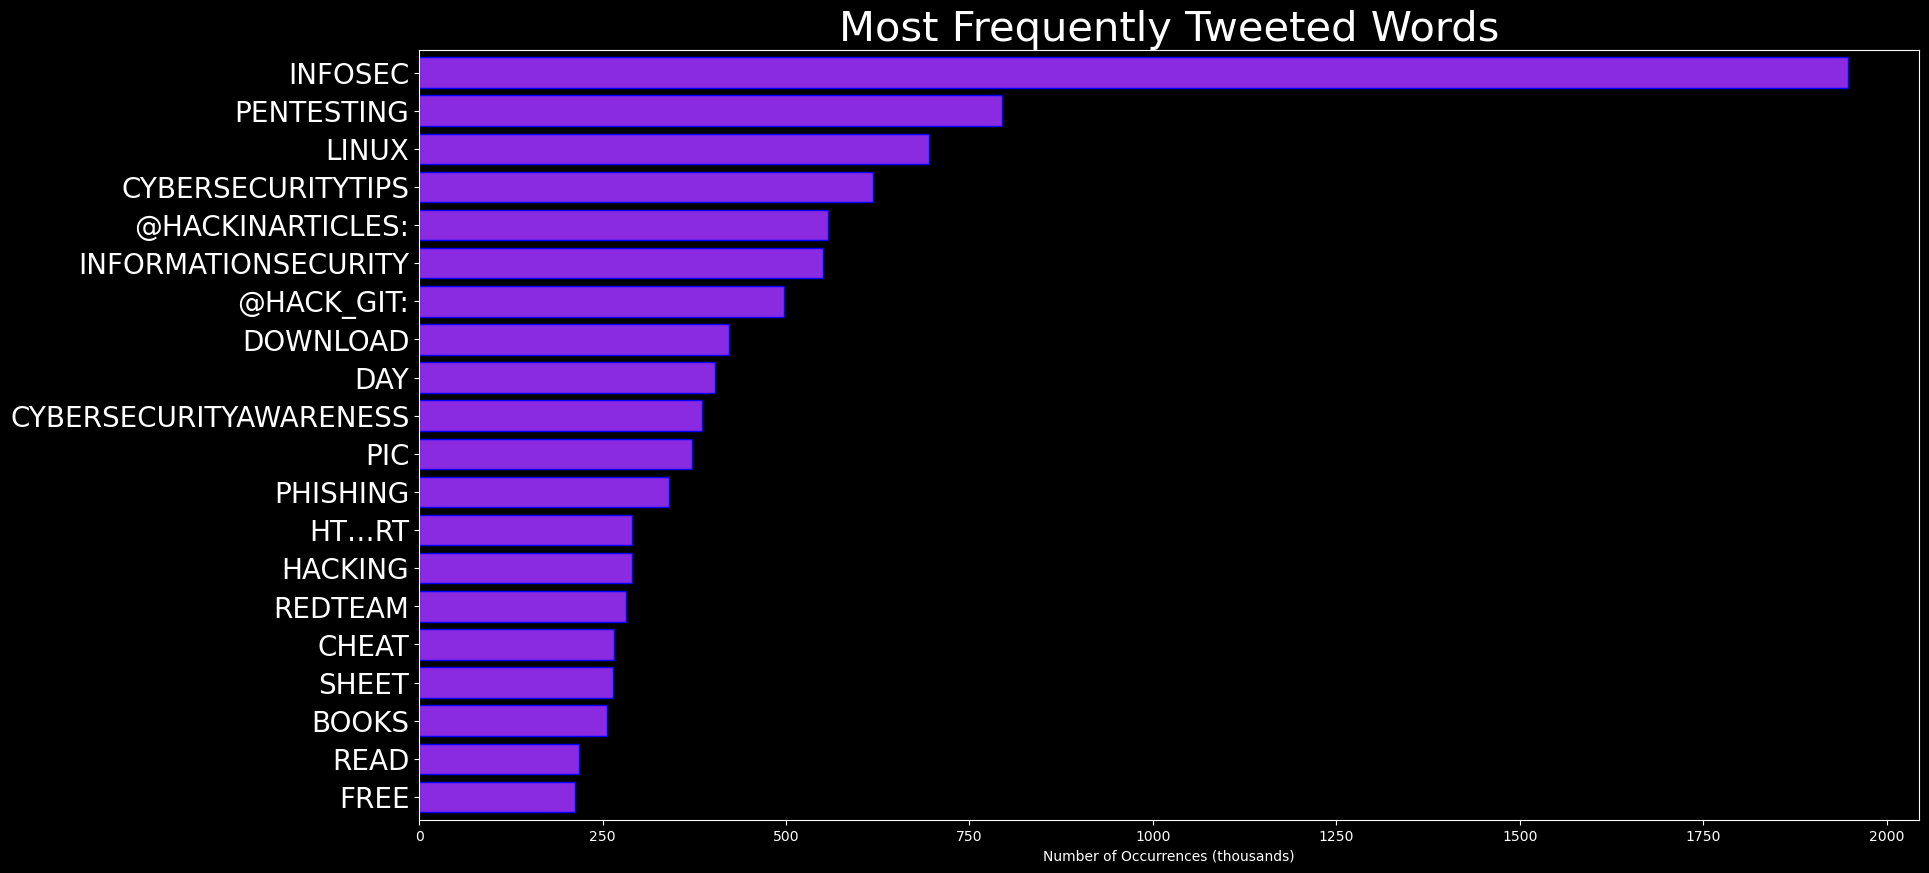 Most Frequently Tweeted Words
INFOSEC
PENTESTING
LINUX
CYBERSECURITYTIPS
@HACKINARTICLES:
INFORMATIONSECURITY
@HACK_GIT:
DOWNLOAD
DAY
CYBERSECURITYAWARENESS
PIC
PHISHING
HT…RT
HACKING
REDTEAM
CHEAT
SHEET
BOOKS
READ
FREE
0 250 500 750 1000 1250 1500 1750 2000
Number of Occurrences (thousands)